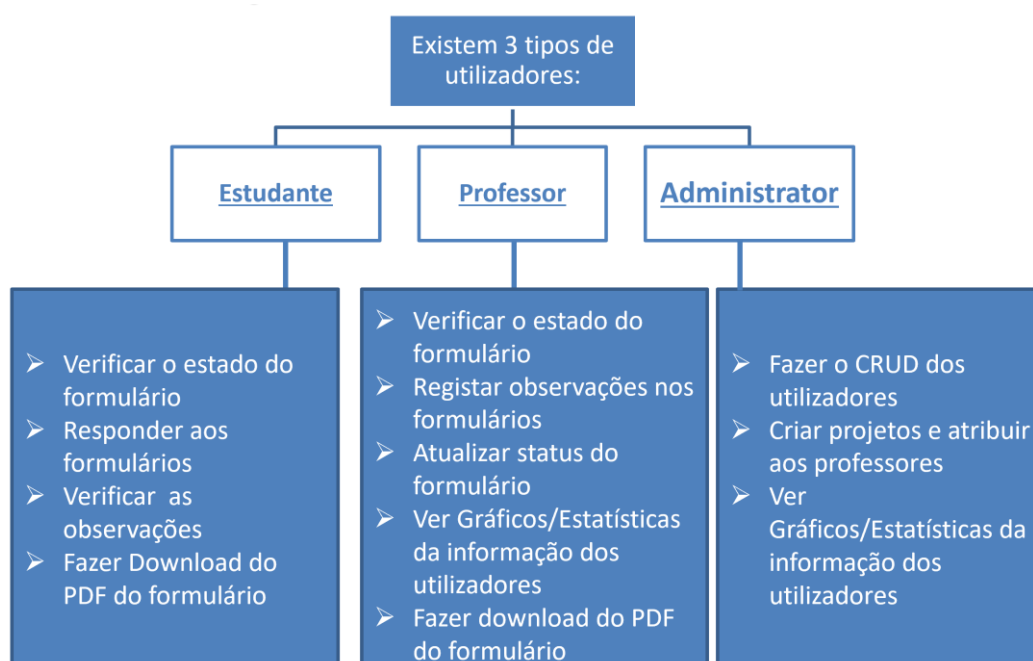 Existem 3 tipos de
utilizadores:
Estudante
Professor
Administrator
➢ Verificar o estado do
formulário
➢ Responder aos
formulários
➢ Verificar as
observações
➢ Fazer Download do
PDF do formulário
➢ Verificar o estado do
formulário
➢ Registar observações nos
formulários
➢ Atualizar status do
formulário
➢ Ver Gráficos/Estatísticas
da informação dos
utilizadores
➢ Fazer download do PDF
do formulário
➢ Fazer o CRUD dos
utilizadores
➢ Criar projetos e atribuir
aos professores
➢ Ver
Gráficos/Estatísticas da
informação dos
utilizadores